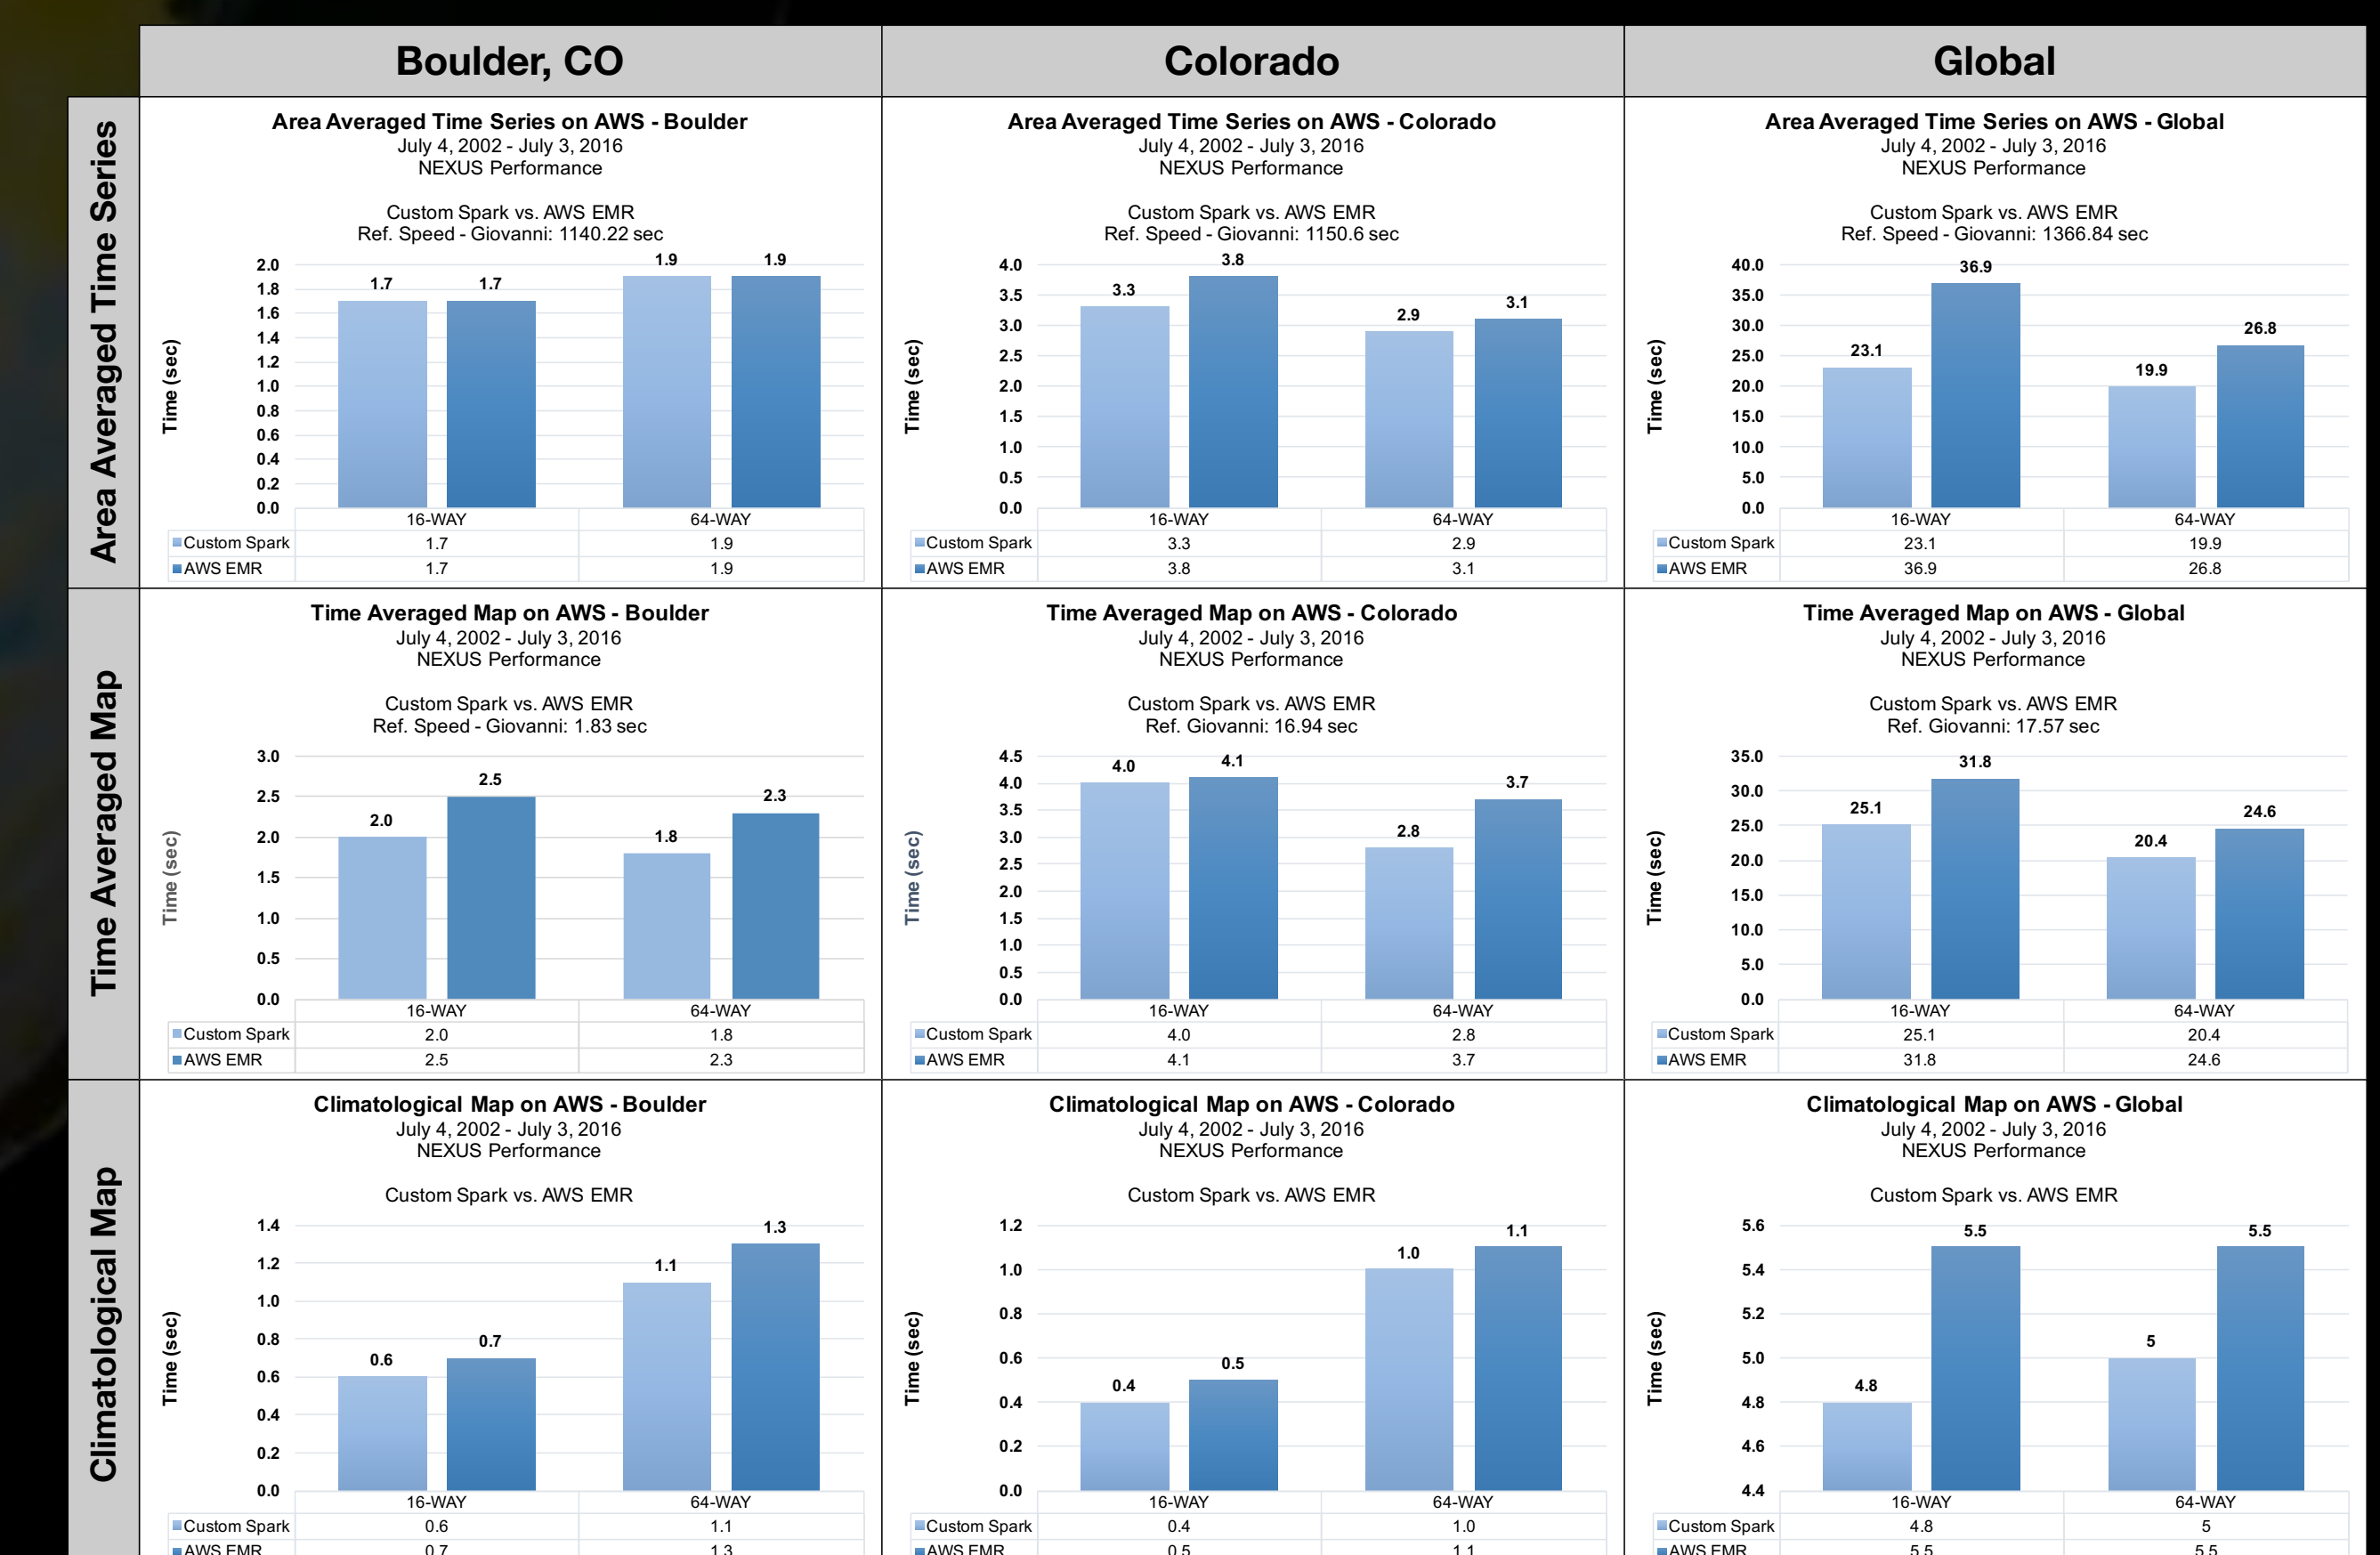 Boulder, CO
Colorado
Global
Area Averaged Time Series
Area Averaged Time Series on AWS - Boulder
July 4, 2002 - July 3, 2016
NEXUS Performance
Custom Spark vs. AWS EMR
Ref. Speed - Giovanni: 1140.22 sec
Time (sec)
2.0
1.8
1.6
1.4
1.2
1.0
0.8
0.6
0.4
0.2
0.0
1.7
1.7
1.9
1.9
16-WAY 64-WAY
Custom Spark 1.7 1.9
AWS EMR 1.7 1.9
Area Averaged Time Series on AWS - Colorado
July 4, 2002 - July 3, 2016
NEXUS Performance
Custom Spark vs. AWS EMR
Ref. Speed - Giovanni: 1150.6 sec
Time (sec)
4.0
3.5
3.0
2.5
2.0
1.5
1.0
0.5
0.0
3.3
3.8
2.9
3.1
16-WAY 64-WAY
Custom Spark 3.3 2.9
AWS EMR 3.8 3.1
Area Averaged Time Series on AWS - Global
July 4, 2002 - July 3, 2016
NEXUS Performance
Custom Spark vs. AWS EMR
Ref. Speed - Giovanni: 1366.84 sec
Time (sec)
40.0
35.0
30.0
25.0
20.0
15.0
10.0
5.0
0.0
23.1
36.9
19.9
26.8
16-WAY 64-WAY
Custom Spark 23.1 19.9
AWS EMR 36.9 26.8
Time Averaged Map
Time Averaged Map on AWS - Boulder
July 4, 2002 - July 3, 2016
NEXUS Performance
Custom Spark vs. AWS EMR
Ref. Speed - Giovanni: 1.83 sec
Time (sec)
3.0
2.5
2.0
1.5
1.0
0.5
0.0
2.0
2.5
1.8
2.3
16-WAY 64-WAY
Custom Spark 2.0 1.8
AWS EMR 2.5 2.3
Time Averaged Map on AWS - Colorado
July 4, 2002 - July 3, 2016
NEXUS Performance
Custom Spark vs. AWS EMR
Ref. Giovanni: 16.94 sec
Time (sec)
4.5
4.0
3.5
3.0
2.5
2.0
1.5
1.0
0.5
0.0
4.0
4.1
2.8
3.7
16-WAY 64-WAY
Custom Spark 4.0 2.8
AWS EMR 4.1 3.7
Time Averaged Map on AWS - Global
July 4, 2002 - July 3, 2016
NEXUS Performance
Custom Spark vs. AWS EMR
Ref. Giovanni: 17.57 sec
Time (sec)
35.0
30.0
25.0
20.0
15.0
10.0
5.0
0.0
25.1
31.8
20.4
24.6
16-WAY 64-WAY
Custom Spark 25.1 20.4
AWS EMR 31.8 24.6
Climatological Map
Climatological Map on AWS - Boulder
July 4, 2002 - July 3, 2016
NEXUS Performance
Custom Spark vs. AWS EMR
Time (sec)
1.4
1.2
1.0
0.8
0.6
0.4
0.2
0.0
0.6
0.7
1.1
1.3
16-WAY 64-WAY
Custom Spark 0.6 1.1
AWS EMR 0.7 1.3
Climatological Map on AWS - Colorado
July 4, 2002 - July 3, 2016
NEXUS Performance
Custom Spark vs. AWS EMR
Time (sec)
1.2
1.0
0.8
0.6
0.4
0.2
0.0
0.4
0.5
1.0
1.1
16-WAY 64-WAY
Custom Spark 0.4 1.0
AWS EMR 0.5 1.1
Climatological Map on AWS - Global
July 4, 2002 - July 3, 2016
NEXUS Performance
Custom Spark vs. AWS EMR
Time (sec)
5.6
5.4
5.2
5.0
4.8
4.6
4.4
4.8
5.5
5
5.5
16-WAY 64-WAY
Custom Spark 4.8 5
AWS EMR 5.5 5.5